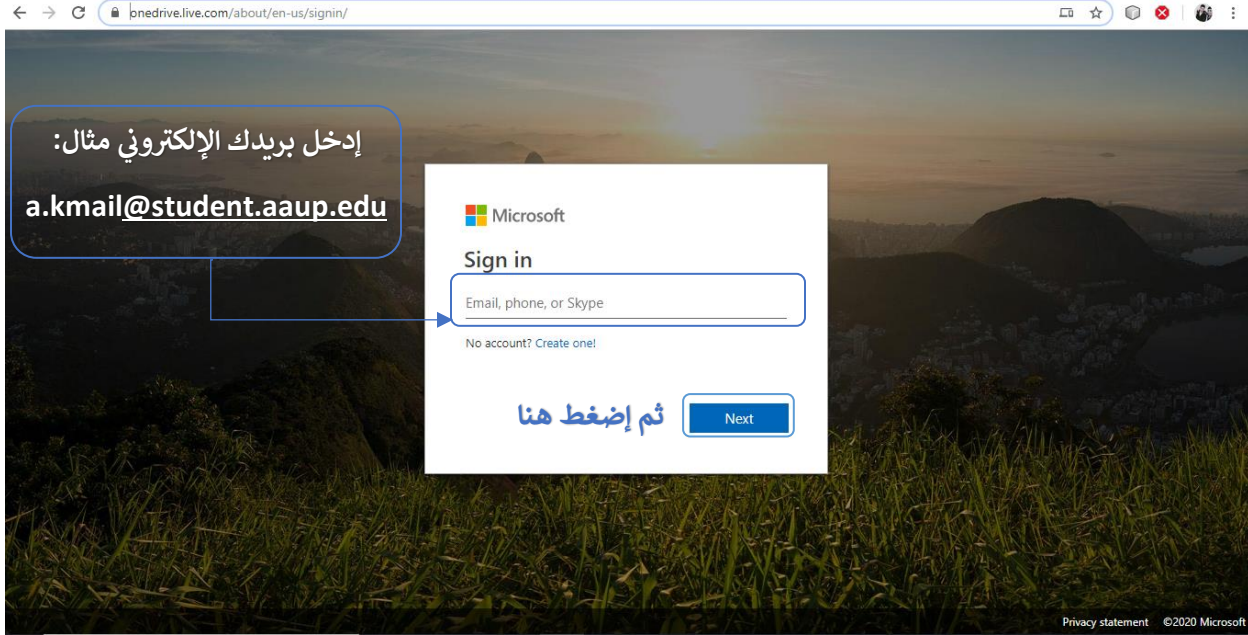 onedrive.live.com/about/en-us/signin/
إدخل بريدك الإلكتروني مثال:
a.kmail@student.aaup.edu
Microsoft
Sign in
Email, phone, or Skype
No account? Create one!
ثم إضغط هنا
Next
Privacy statement ©2020 Microsoft